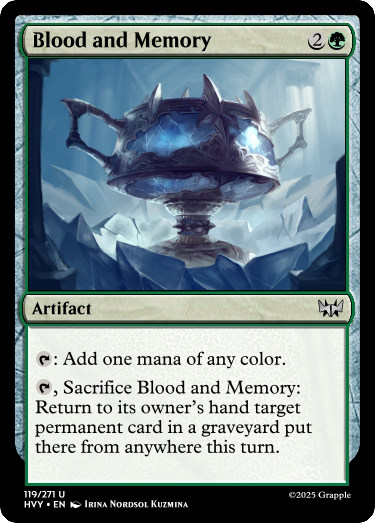 Blood and Memory 2
Artifact
: Add one mana of any color.
, Sacrifice Blood and Memory:
Return to its owner's hand target
permanent card in a graveyard put
there from anywhere this turn.
119/271 U
HVY • EN Irina Nordsol Kuzmina
©2025 Grapple